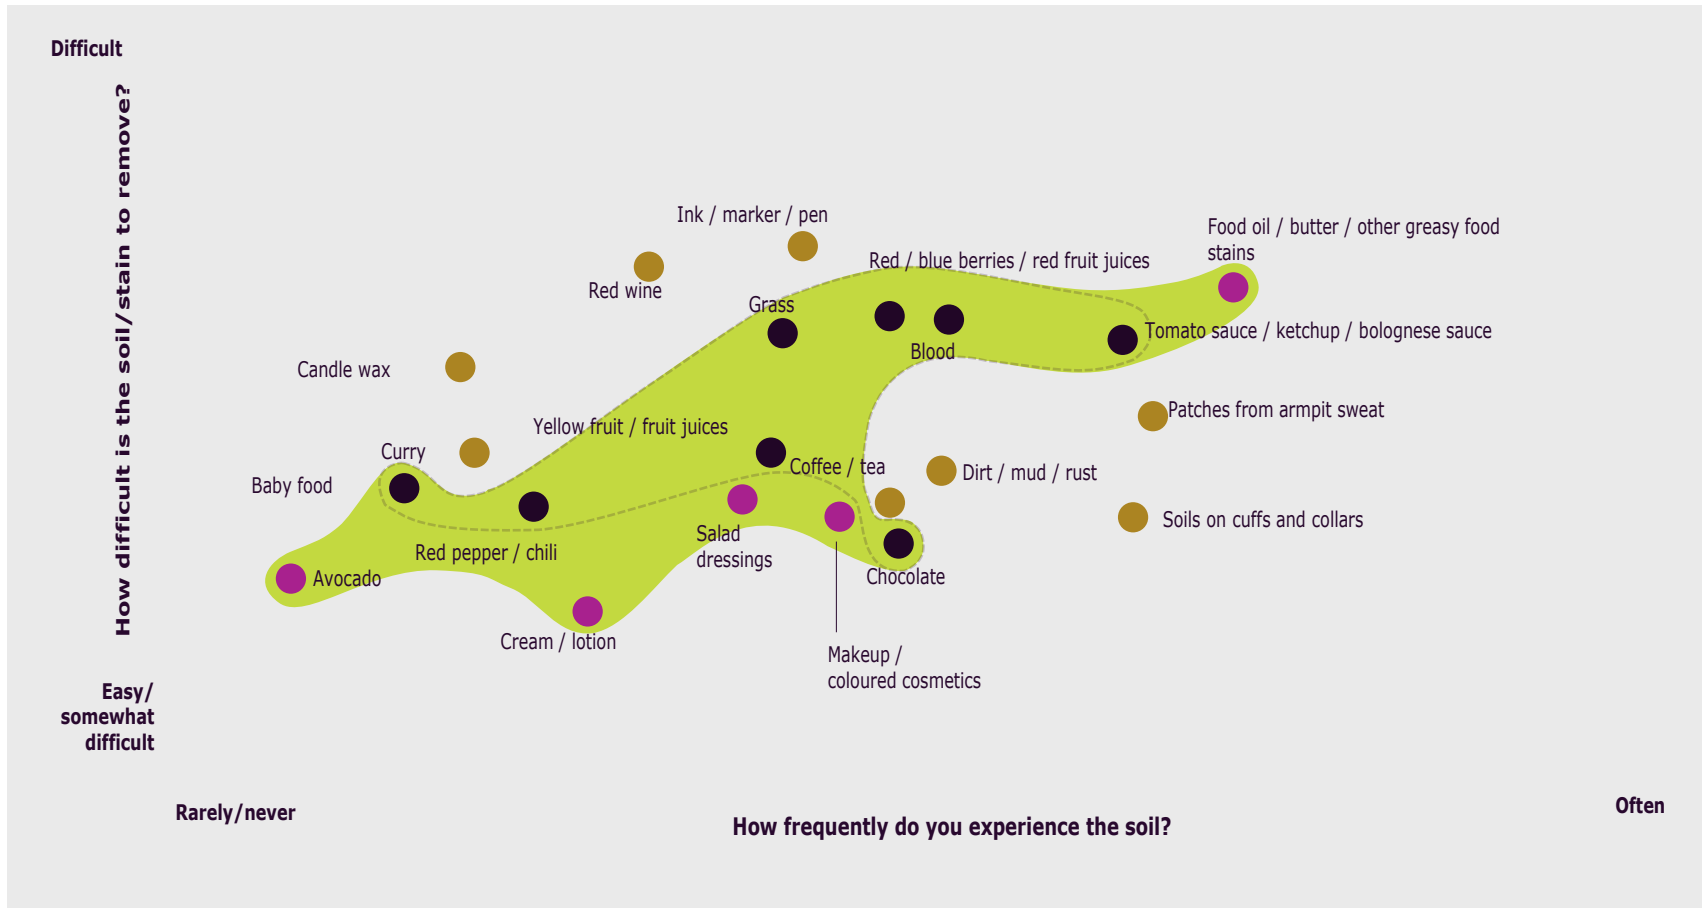 Difficult
How difficult is the soil/stain to remove?
Ink / marker / pen
Food oil / butter / other greasy food
stains
Red / blue berries / red fruit juices
Red wine
Grass
Tomato sauce / ketchup / bolognese sauce
Blood
Candle wax
Patches from armpit sweat
Yellow fruit / fruit juices
Curry
Coffee / tea
Dirt / mud / rust
Baby food
Soils on cuffs and collars
Salad
dressings
Red pepper / chili
Avocado
Chocolate
Cream / lotion
Makeup /
coloured cosmetics
Easy/
somewhat
difficult
Rarely/never
Often
How frequently do you experience the soil?